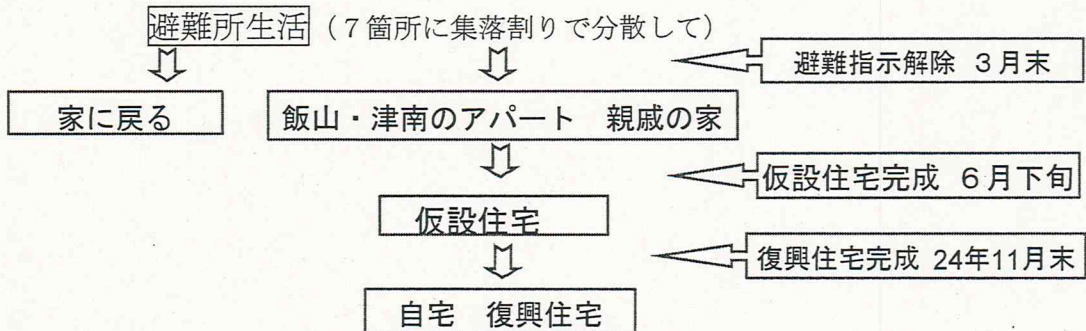 避難所生活（７箇所に集落割りで分散して）
避難指示解除 ３月末
家に戻る
飯山・津南のアパート　親戚の家
仮設住宅完成 ６月下旬
仮設住宅
復興住宅完成 24年11月末
自宅　復興住宅